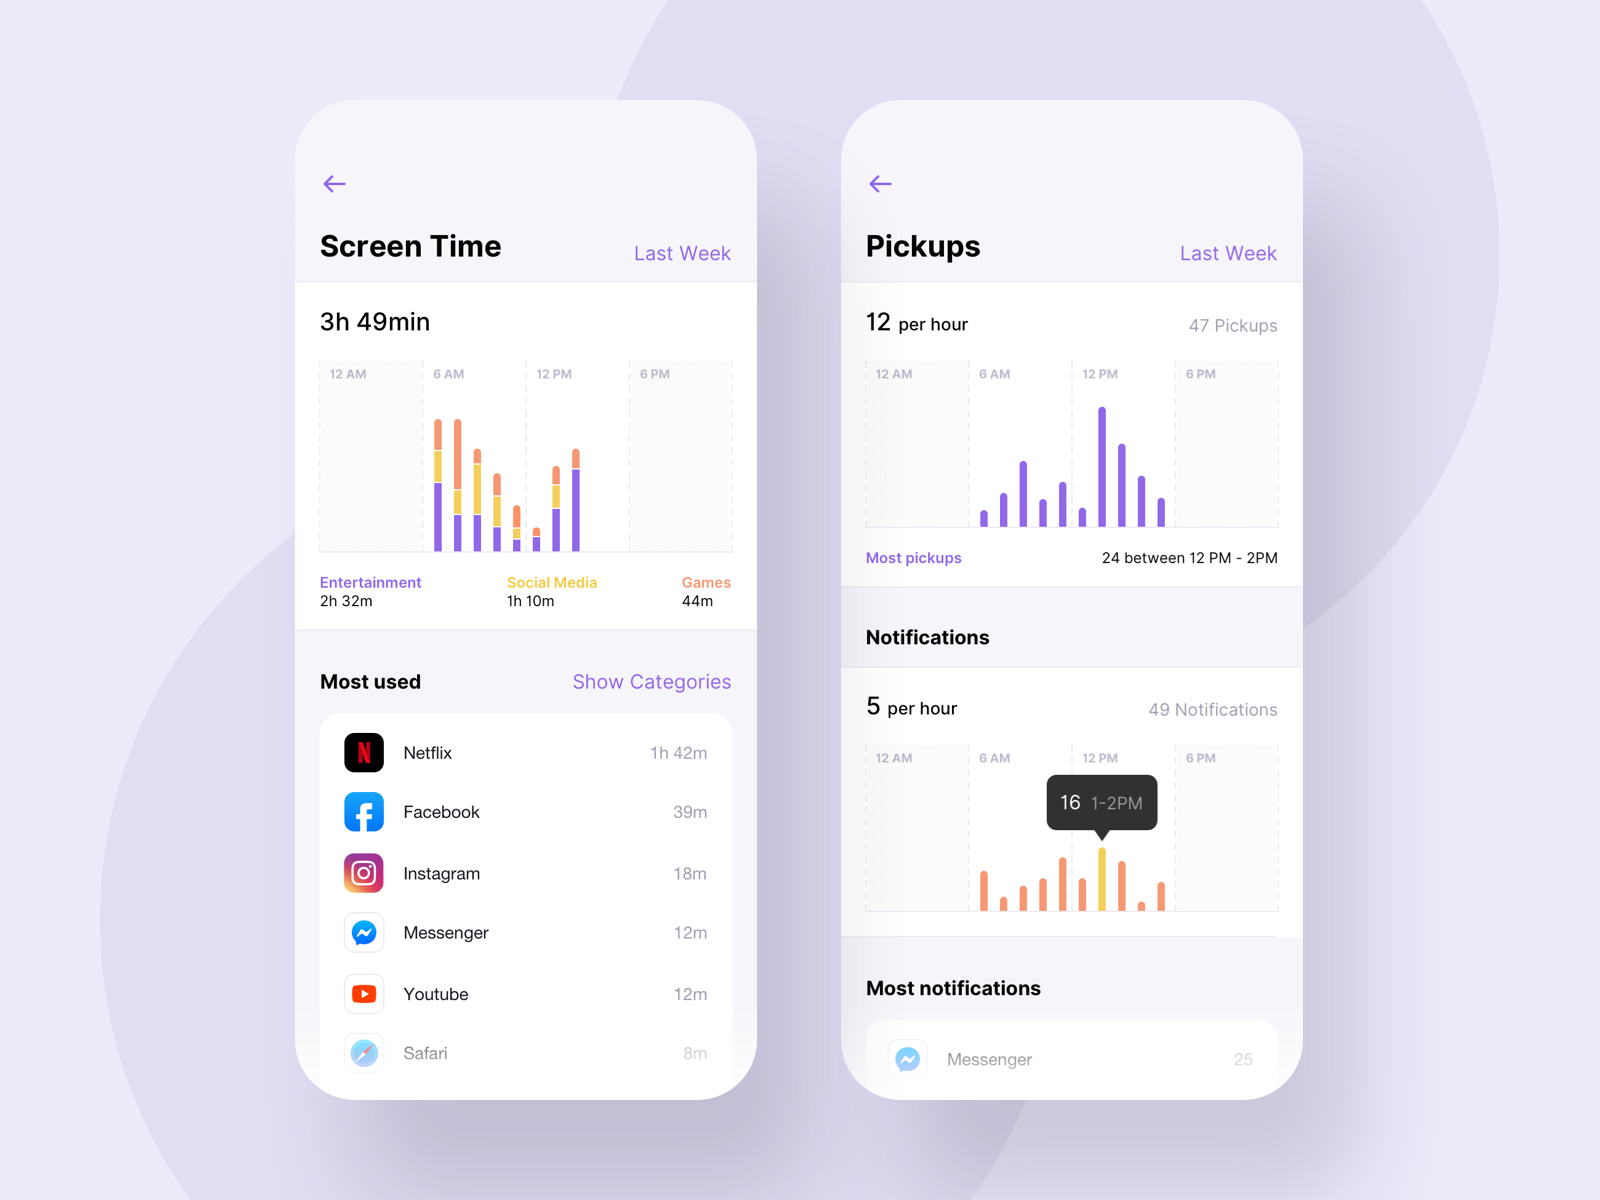 Screen Time
Last Week
3h 49min
12 AM
6 AM
12 PM
6 PM
Entertainment
2h 32m
Social Media
1h 10m
Games
44m
Most used
Show Categories
Netflix
1h 42m
Facebook
39m
Instagram
18m
Messenger
12m
Youtube
12m
Safari
8m
Pickups
Last Week
12 per hour
47 Pickups
12 AM
6 AM
12 PM
6 PM
Most pickups
24 between 12 PM - 2PM
Notifications
5 per hour
49 Notifications
12 AM
6 AM
12 PM
6 PM
16 1-2PM
Most notifications
Messenger
25